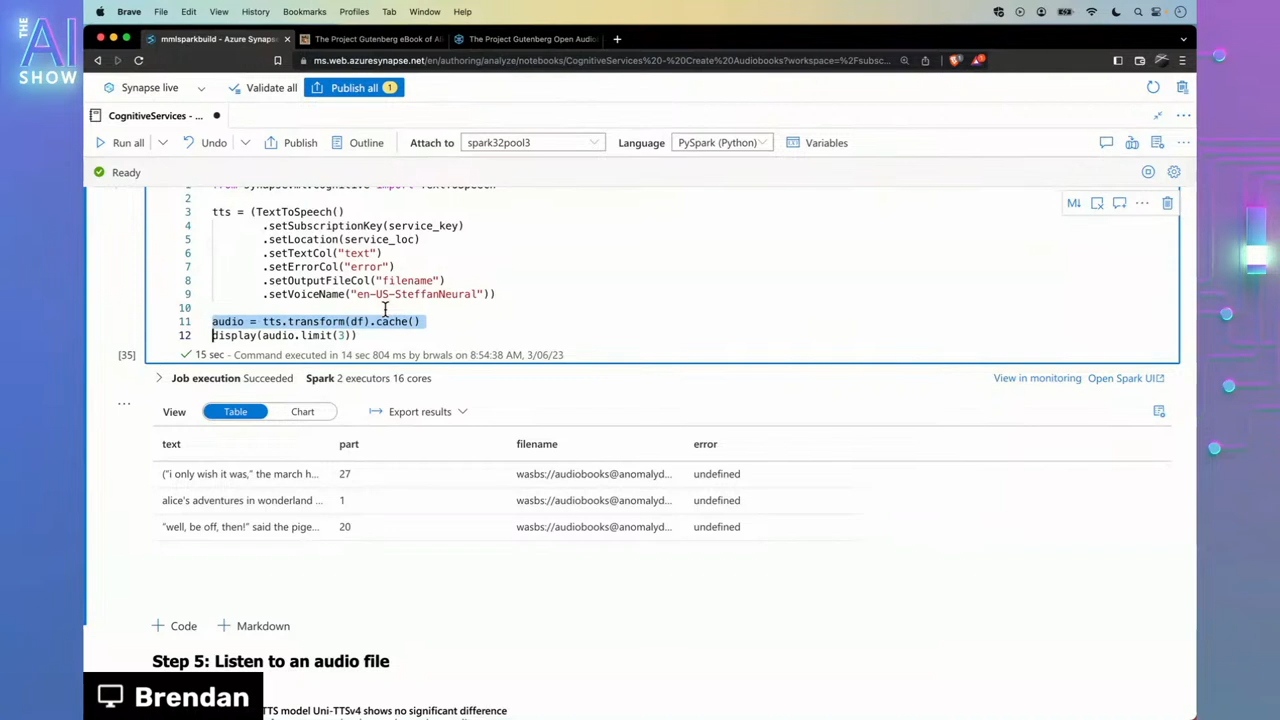 THE
AI
SHOW
Brave File Edit View History Bookmarks Profiles Tab Window Help
mmlsparkbuild - Azure Synaps
The Project Gutenberg eBook of Al
The Project Gutenberg Open Audio
ms.web.azuresynapse.net/en/authoring/analyze/notebooks/CognitiveServices%20-%20Create%20Audiobooks?workspace=%2Fsubsc...
Synapse live Validate all Publish all 1
CognitiveServices - ...
Run all Undo Publish Outline Attach to spark32pool3 Language PySpark (Python) Variables
Ready
1 from synapse.ml.cognitive import TextToSpeech
2
3 tts = (TextToSpeech()
4 .setSubscriptionKey(service_key)
5 .setLocation(service_loc)
6 .setTextCol("text")
7 .setErrorCol("error")
8 .setOutputFileCol("filename")
9 .setVoiceName("en-US-SteffanNeural"))
10
11 audio = tts.transform(df).cache()
12 display(audio.limit(3))
[35] 15 sec - Command executed in 14 sec 804 ms by brwals on 8:54:38 AM, 3/06/23
Job execution Succeeded Spark 2 executors 16 cores View in monitoring Open Spark UI
View Table Chart Export results
text part filename error
("i only wish it was," the march h... 27 wasbs://audiobooks@anomalyd... undefined
alice's adventures in wonderland ... 1 wasbs://audiobooks@anomalyd... undefined
"well, be off, then!" said the pige... 20 wasbs://audiobooks@anomalyd... undefined
Code Markdown
Step 5: Listen to an audio file
Brendan
TTS model Uni-TTSv4 shows no significant difference